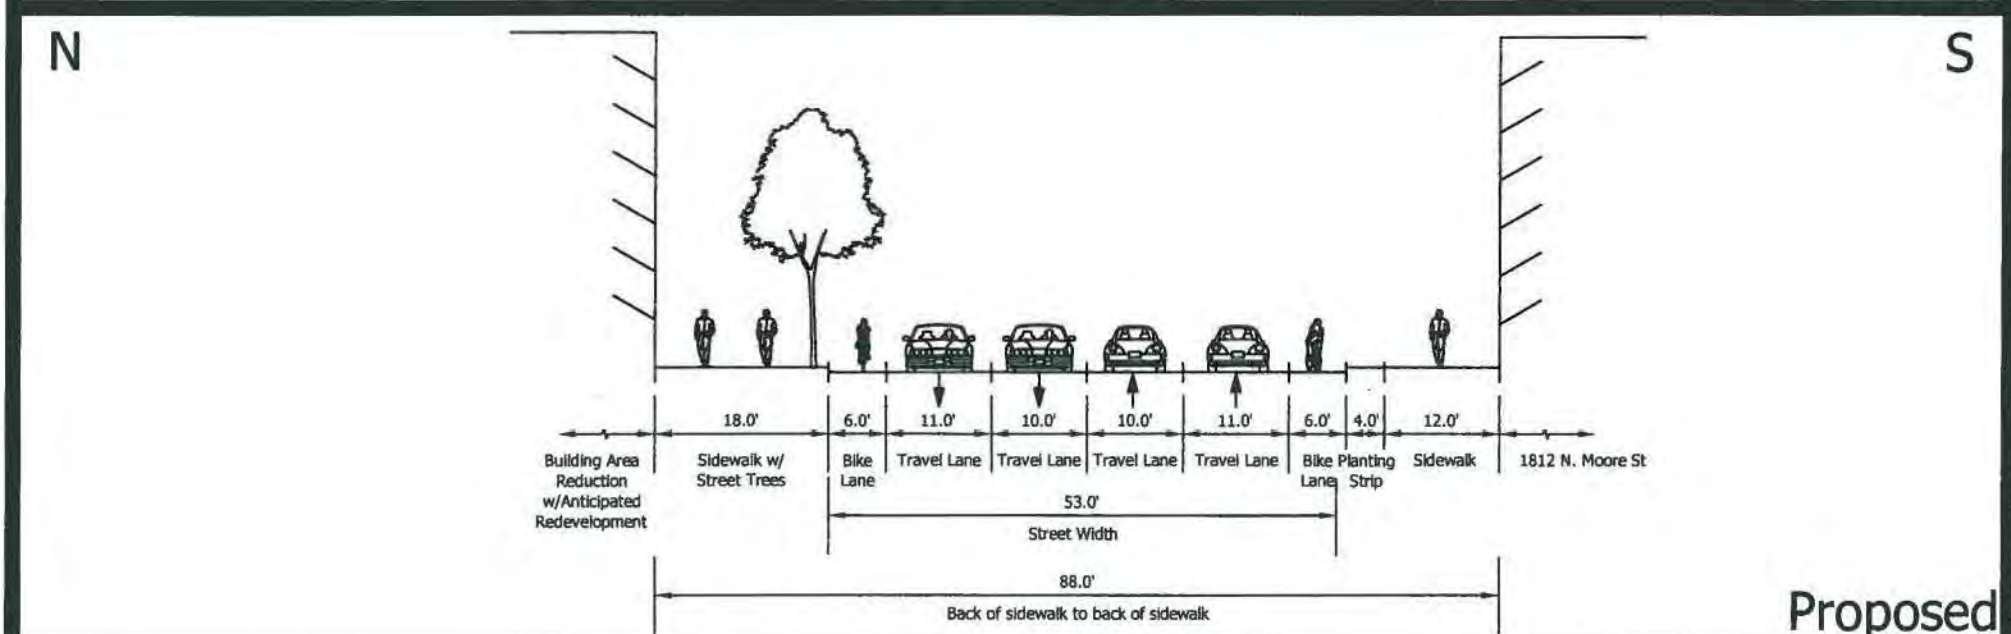 N
S
18.0'
6.0'
11.0'
10.0'
10.0'
11.0'
6.0'
4.0'
12.0'
Building Area
Reduction
w/Anticipated
Redevelopment
Sidewalk w/
Street Trees
Bike
Lane
Travel Lane
Travel Lane
Travel Lane
Travel Lane
Bike
Lane
Planting
Strip
Sidewalk
1812 N. Moore St
53.0'
Street Width
88.0'
Back of sidewalk to back of sidewalk
Proposed